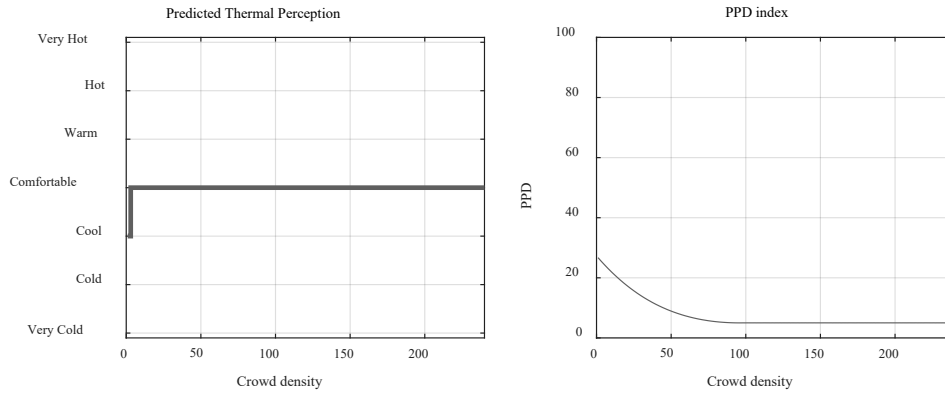 Predicted Thermal Perception
Very Hot
Hot
Warm
Comfortable
Cool
Cold
Very Cold
0 50 100 150 200
Crowd density
PPD index
100
80
60
40
20
0
PPD
0 50 100 150 200
Crowd density